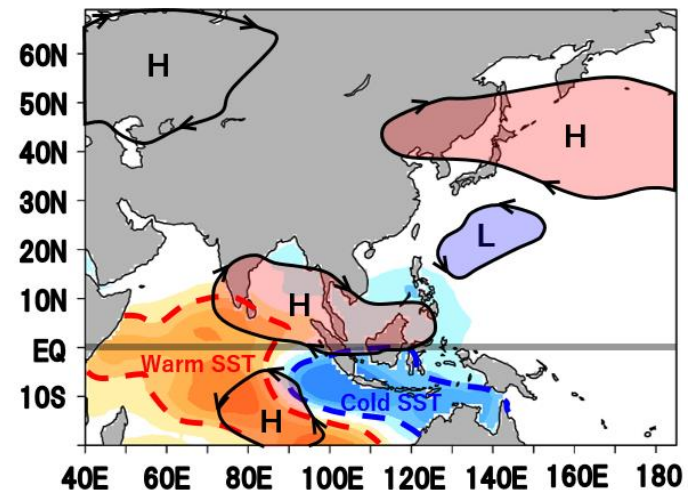 60N
H
50N
H
40N
30N
L
20N
10N
H
EQ
Warm SST
10S
Cold SST
H
40E 60E 80E 100E 120E 140E 160E 180